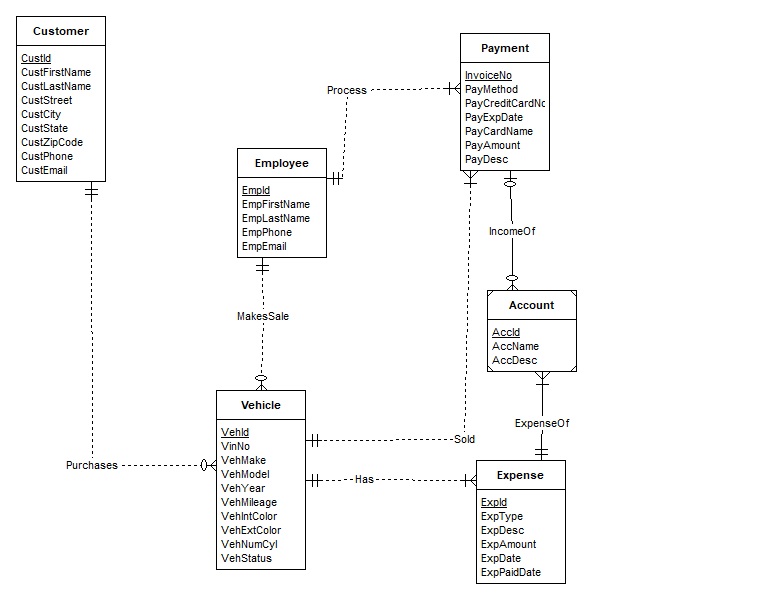 Customer
CustId
CustFirstName
CustLastName
CustStreet
CustCity
CustState
CustZipCode
CustPhone
CustEmail
Payment
InvoiceNo
PayMethod
PayCreditCardNo
PayExpDate
PayCardName
PayAmount
PayDesc
Process
Employee
EmpId
EmpFirstName
EmpLastName
EmpPhone
EmpEmail
IncomeOf
MakesSale
Account
AccId
AccName
AccDesc
ExpenseOf
Vehicle
VehId
VinNo
VehMake
VehModel
VehYear
VehMileage
VehIntColor
VehExtColor
VehNumCyl
VehStatus
Sold
Purchases
Has
Expense
ExpId
ExpType
ExpDesc
ExpAmount
ExpDate
ExpPaidDate